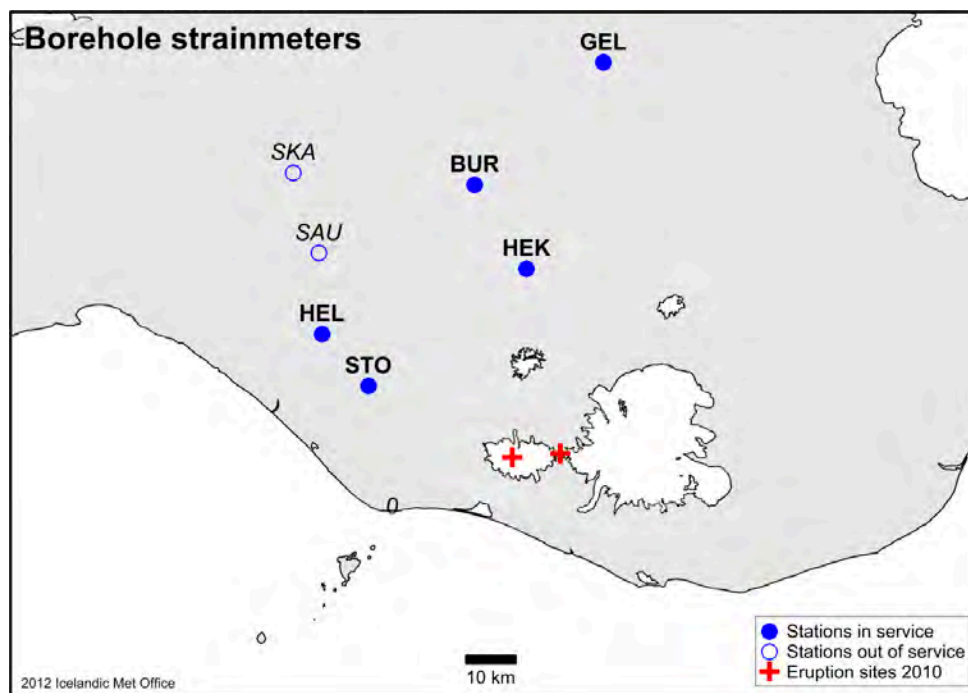 Borehole strainmeters
GEL
SKA
BUR
SAU
HEK
HEL
STO
Stations in service
Stations out of service
Eruption sites 2010
10 km
2012 Icelandic Met Office